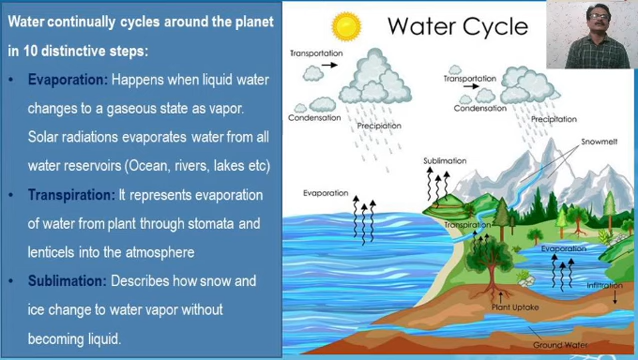 Water continually cycles around the planet
in 10 distinctive steps:
• Evaporation: Happens when liquid water
changes to a gaseous state as vapor.
Solar radiations evaporates water from all
water reservoirs (Ocean, rivers, lakes etc)
• Transpiration: It represents evaporation
of water from plant through stomata and
lenticels into the atmosphere
• Sublimation: Describes how snow and
ice change to water vapor without
becoming liquid.
Water Cycle
Transportation
Condensation
Precipiation
Transportation
Condensation
Precipitation
Snowmelt
Sublimation
Evaporation
Transpiration
Evaporation
Infiltration
Plant Uptake
Ground Water